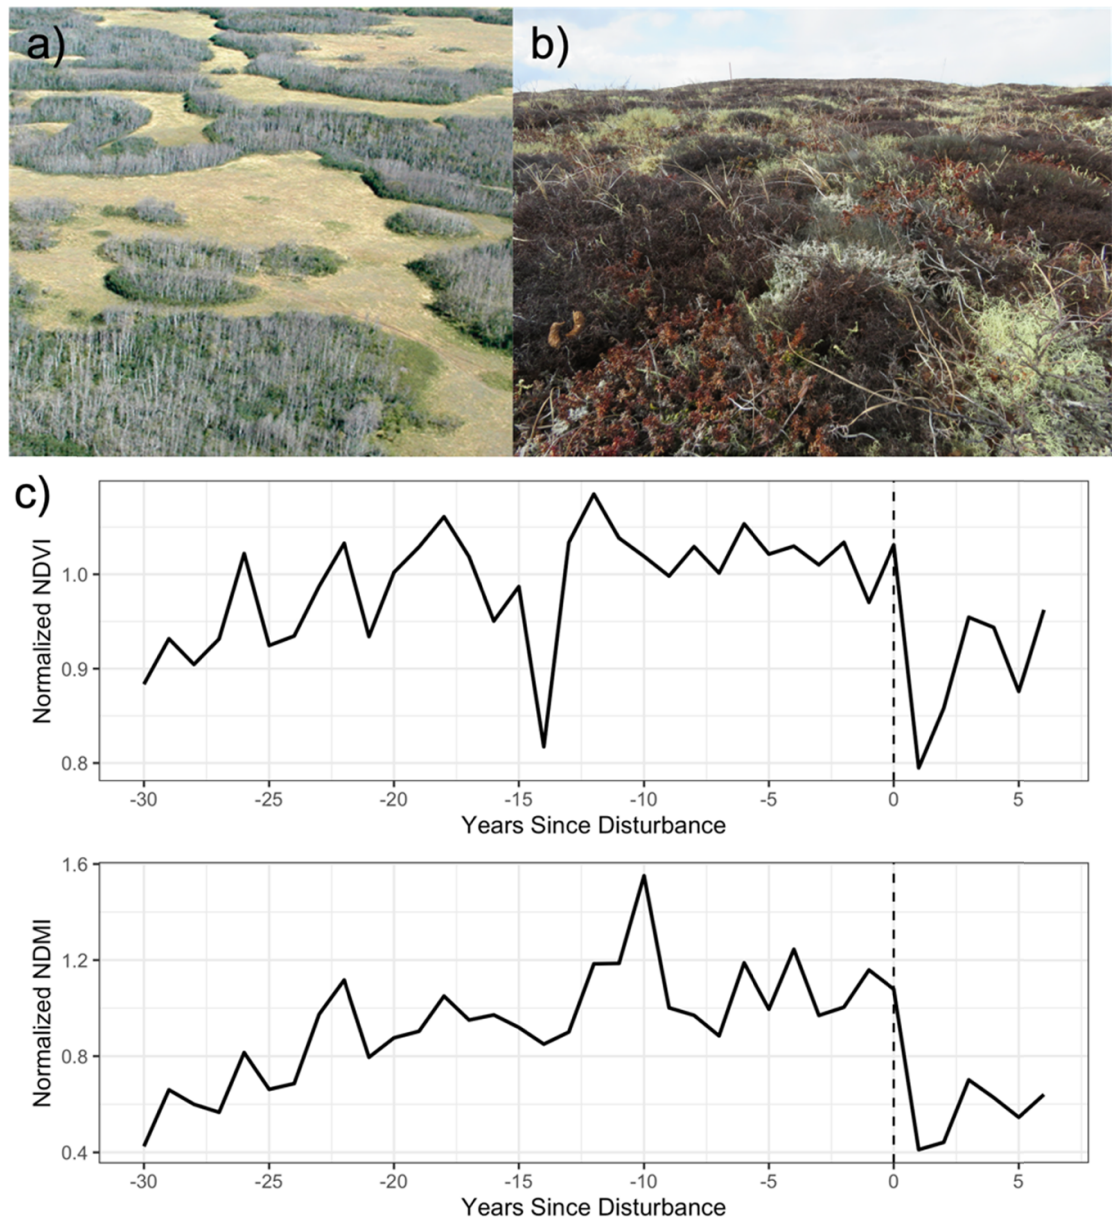 a)
b)
c)
Normalized NDVI
1.0
0.9
0.8
-30 -25 -20 -15 -10 -5 0 5
Years Since Disturbance
Normalized NDMI
1.6
1.2
0.8
0.4
-30 -25 -20 -15 -10 -5 0 5
Years Since Disturbance